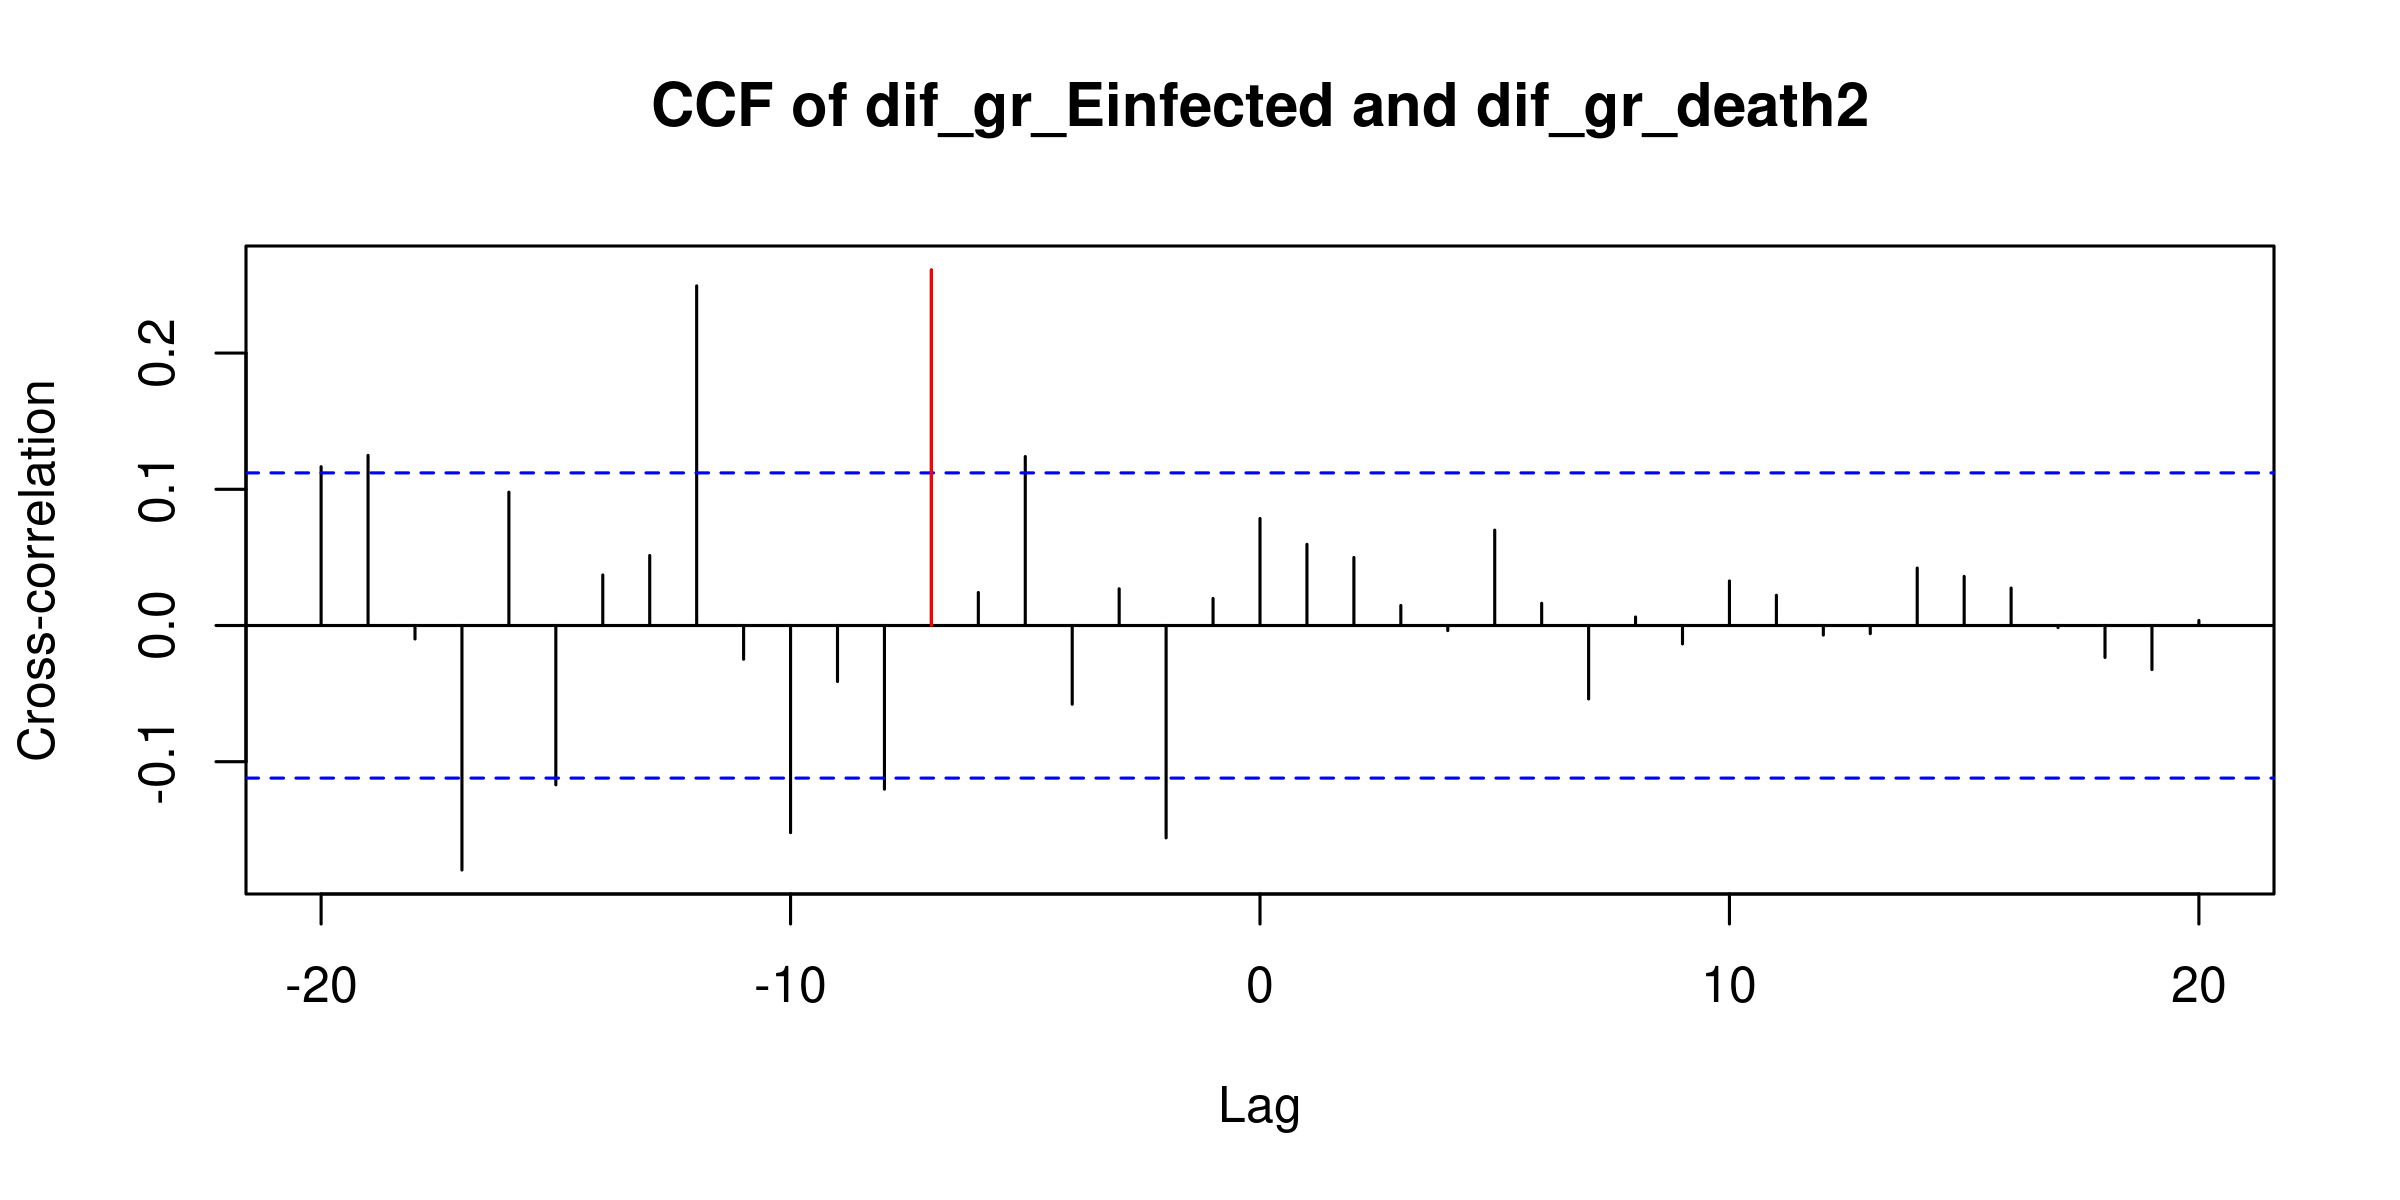 CCF of dif_gr_Einfected and dif_gr_death2
Cross-correlation
0.2
0.1
0.0
-0.1
-20 -10 0 10 20
Lag